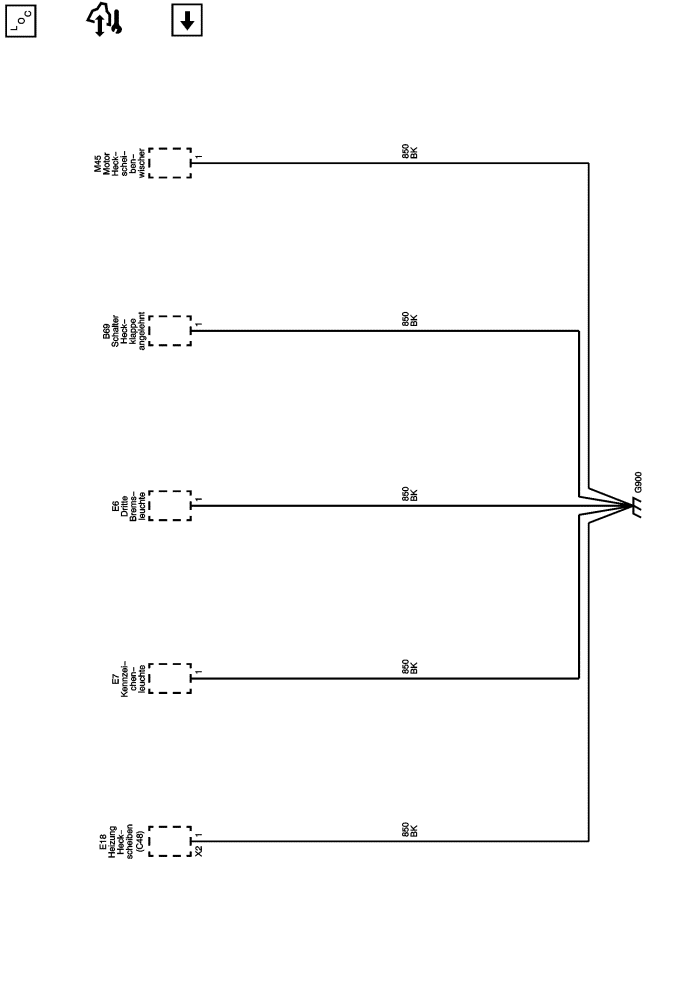 LOC
M45
Motor
Heck-
schei-
ben-
wischer
1
850
BK
B69
Schalter
Heck-
klappe
angelehnt
1
850
BK
E6
Dritte
Brems-
leuchte
1
850
BK
G900
E7
Kennzei-
chen-
leuchte
1
850
BK
E18
Heizung
Heck-
scheiben
(C48)
1
X2
850
BK